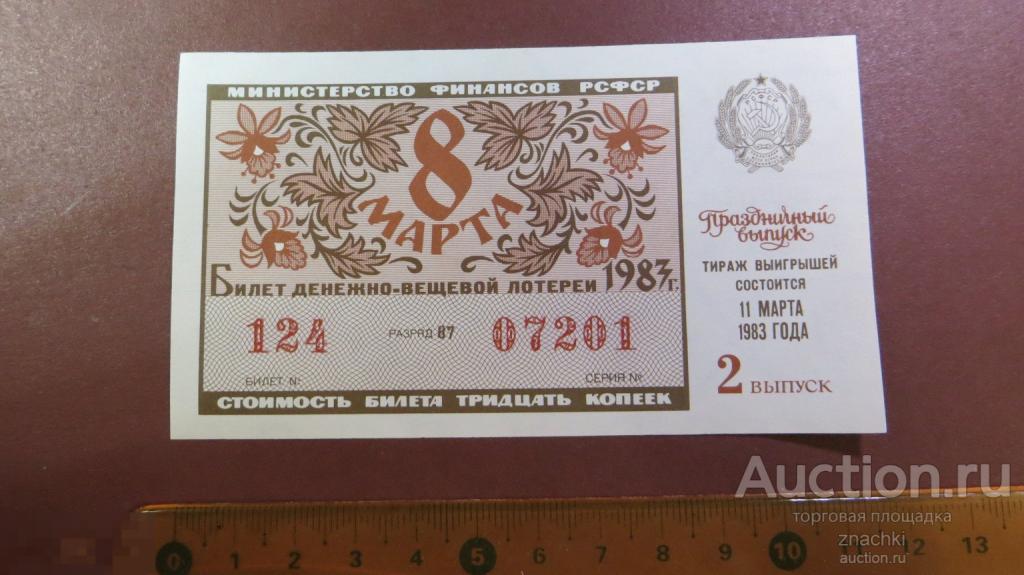 МИНИСТЕРСТВО ФИНАНСОВ РСФСР
8
МАРТА
БИЛЕТ ДЕНЕЖНО-ВЕЩЕВОЙ ЛОТЕРЕИ 1983г.
124 РАЗРЯД 87 07201
БИЛЕТ № СЕРИЯ №
СТОИМОСТЬ БИЛЕТА ТРИДЦАТЬ КОПЕЕК
Праздничный
выпуск
ТИРАЖ ВЫИГРЫШЕЙ
СОСТОИТСЯ
11 МАРТА
1983 ГОДА
2 ВЫПУСК
Auction.ru
торговая площадка
znachki
auction.ru
0 1 2 3 4 5 6 7 8 9 10 11 12 13